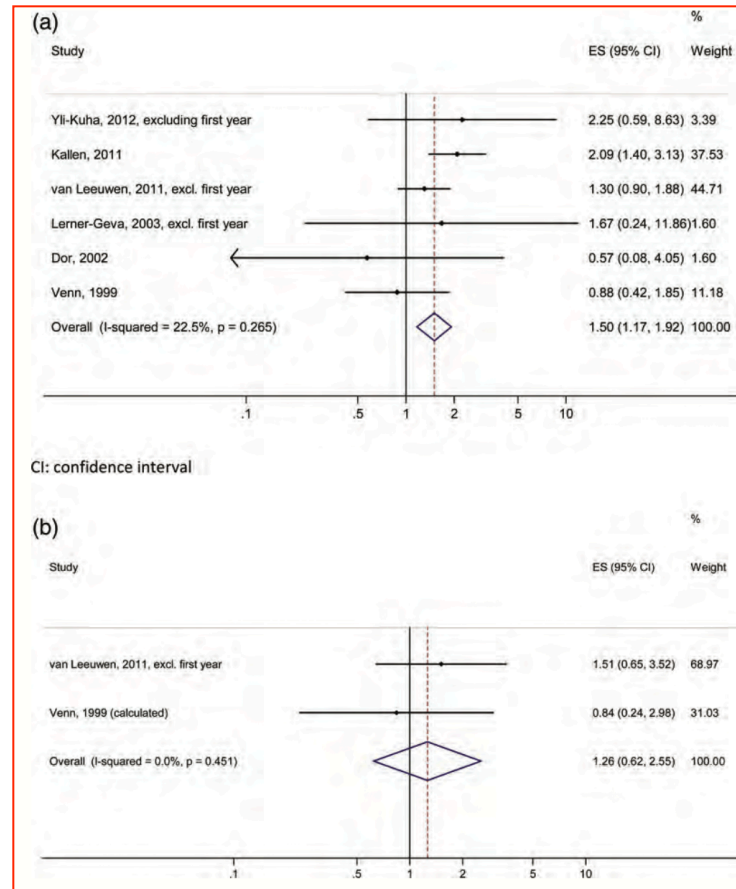 (a)
%
Study ES (95% CI) Weight
Yli-Kuha, 2012, excluding first year 2.25 (0.59, 8.63) 3.39
Kallen, 2011 2.09 (1.40, 3.13) 37.53
van Leeuwen, 2011, excl. first year 1.30 (0.90, 1.88) 44.71
Lerner-Geva, 2003, excl. first year 1.67 (0.24, 11.86) 1.60
Dor, 2002 0.57 (0.08, 4.05) 1.60
Venn, 1999 0.88 (0.42, 1.85) 11.18
Overall (I-squared = 22.5%, p = 0.265) 1.50 (1.17, 1.92) 100.00
.1 .5 1 2 5 10
CI: confidence interval
(b)
%
Study ES (95% CI) Weight
van Leeuwen, 2011, excl. first year 1.51 (0.65, 3.52) 68.97
Venn, 1999 (calculated) 0.84 (0.24, 2.98) 31.03
Overall (I-squared = 0.0%, p = 0.451) 1.26 (0.62, 2.55) 100.00
.1 .5 1 2 5 10